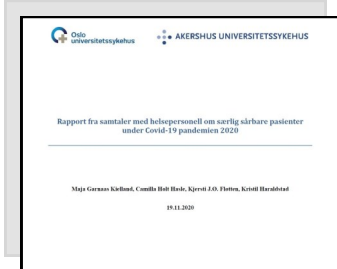 Oslo
universitetssykehus
AKERSHUS UNIVERSITETSSYKEHUS
Rapport fra samtaler med helsepersonell om særlig sårbare pasienter
under Covid-19 pandemien 2020
Maja Garnaas Kielland, Camilla Holt Hasle, Kjersti J.O. Fløtten, Kristil Haraldstad
19.11.2020